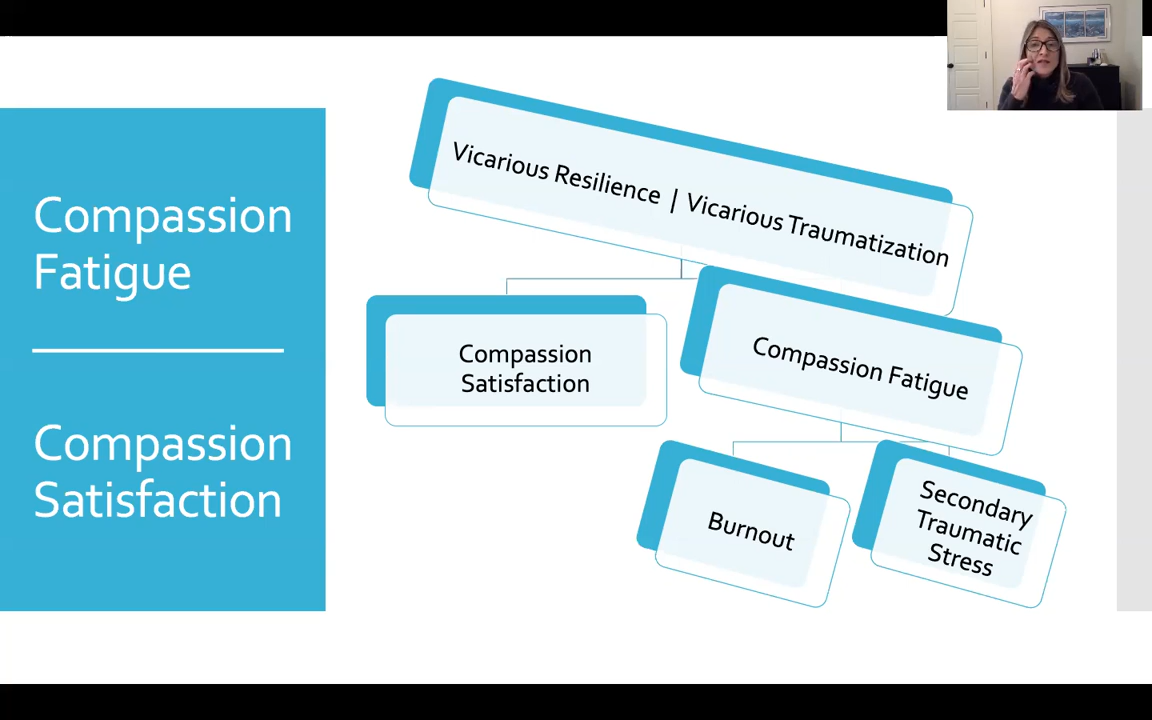 Compassion
Fatigue
Compassion
Satisfaction
Vicarious Resilience | Vicarious Traumatization
Compassion
Satisfaction
Compassion Fatigue
Burnout
Secondary
Traumatic
Stress